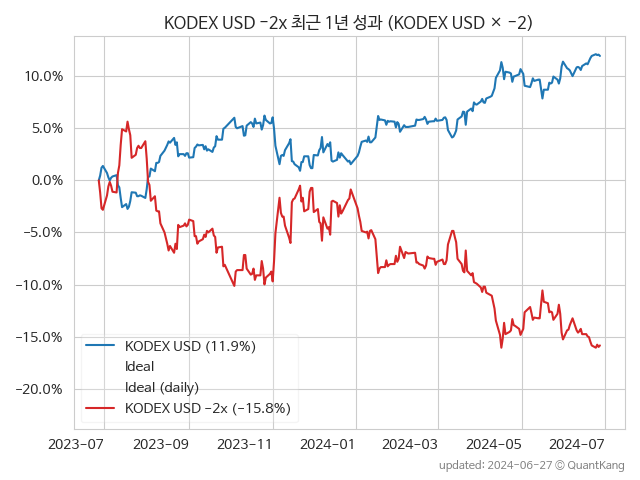 KODEX USD −2x 최근 1년 성과 (KODEX USD × −2)
10.0%
5.0%
0.0%
−5.0%
−10.0%
−15.0%
−20.0%
KODEX USD (11.9%)
Ideal
Ideal (daily)
KODEX USD −2x (−15.8%)
2023−07 2023−09 2023−11 2024−01 2024−03 2024−05 2024−07
updated: 2024−06−27 © QuantKang